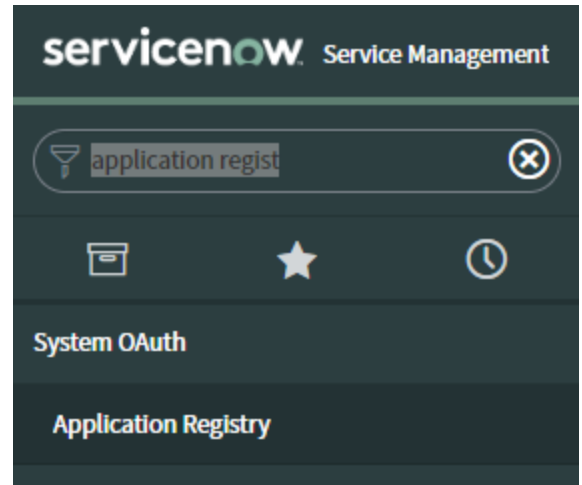 servicenow Service Management
application regist
System OAuth
Application Registry